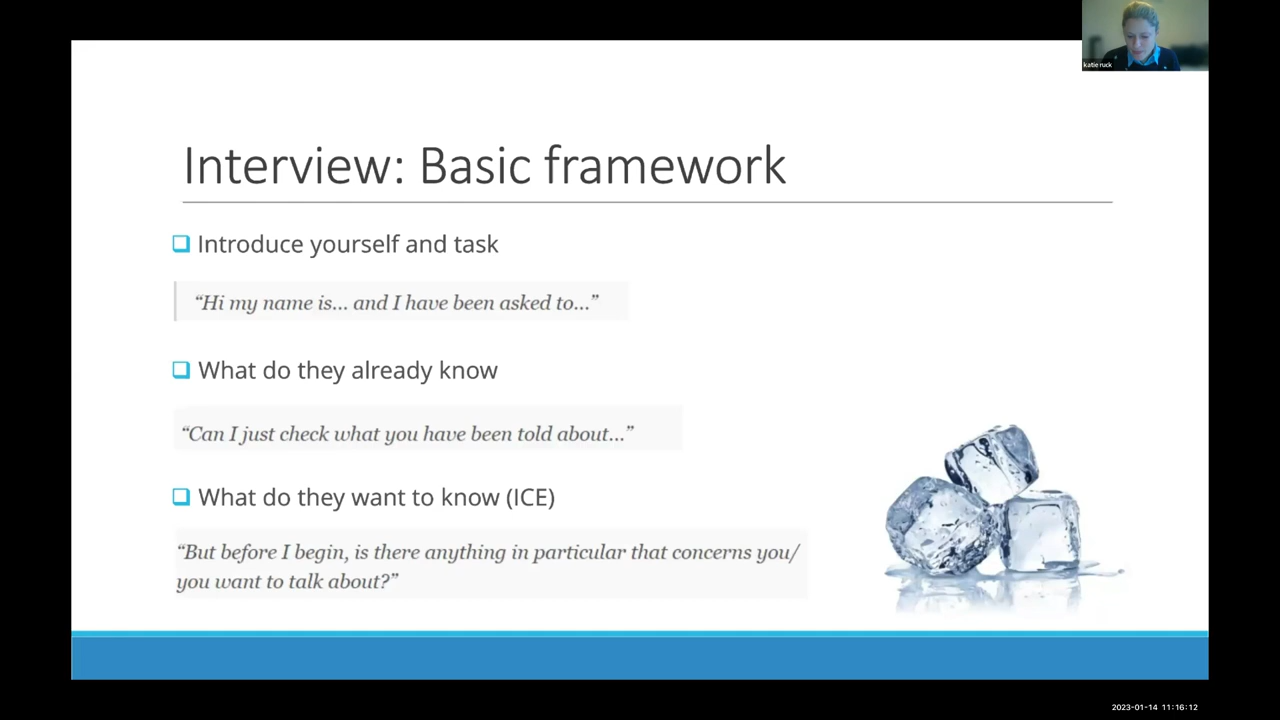 katie ruck
Interview: Basic framework
Introduce yourself and task
“Hi my name is... and I have been asked to...”
What do they already know
“Can I just check what you have been told about...”
What do they want to know (ICE)
“But before I begin, is there anything in particular that concerns you/
you want to talk about?”
2023-01-14 11:16:12